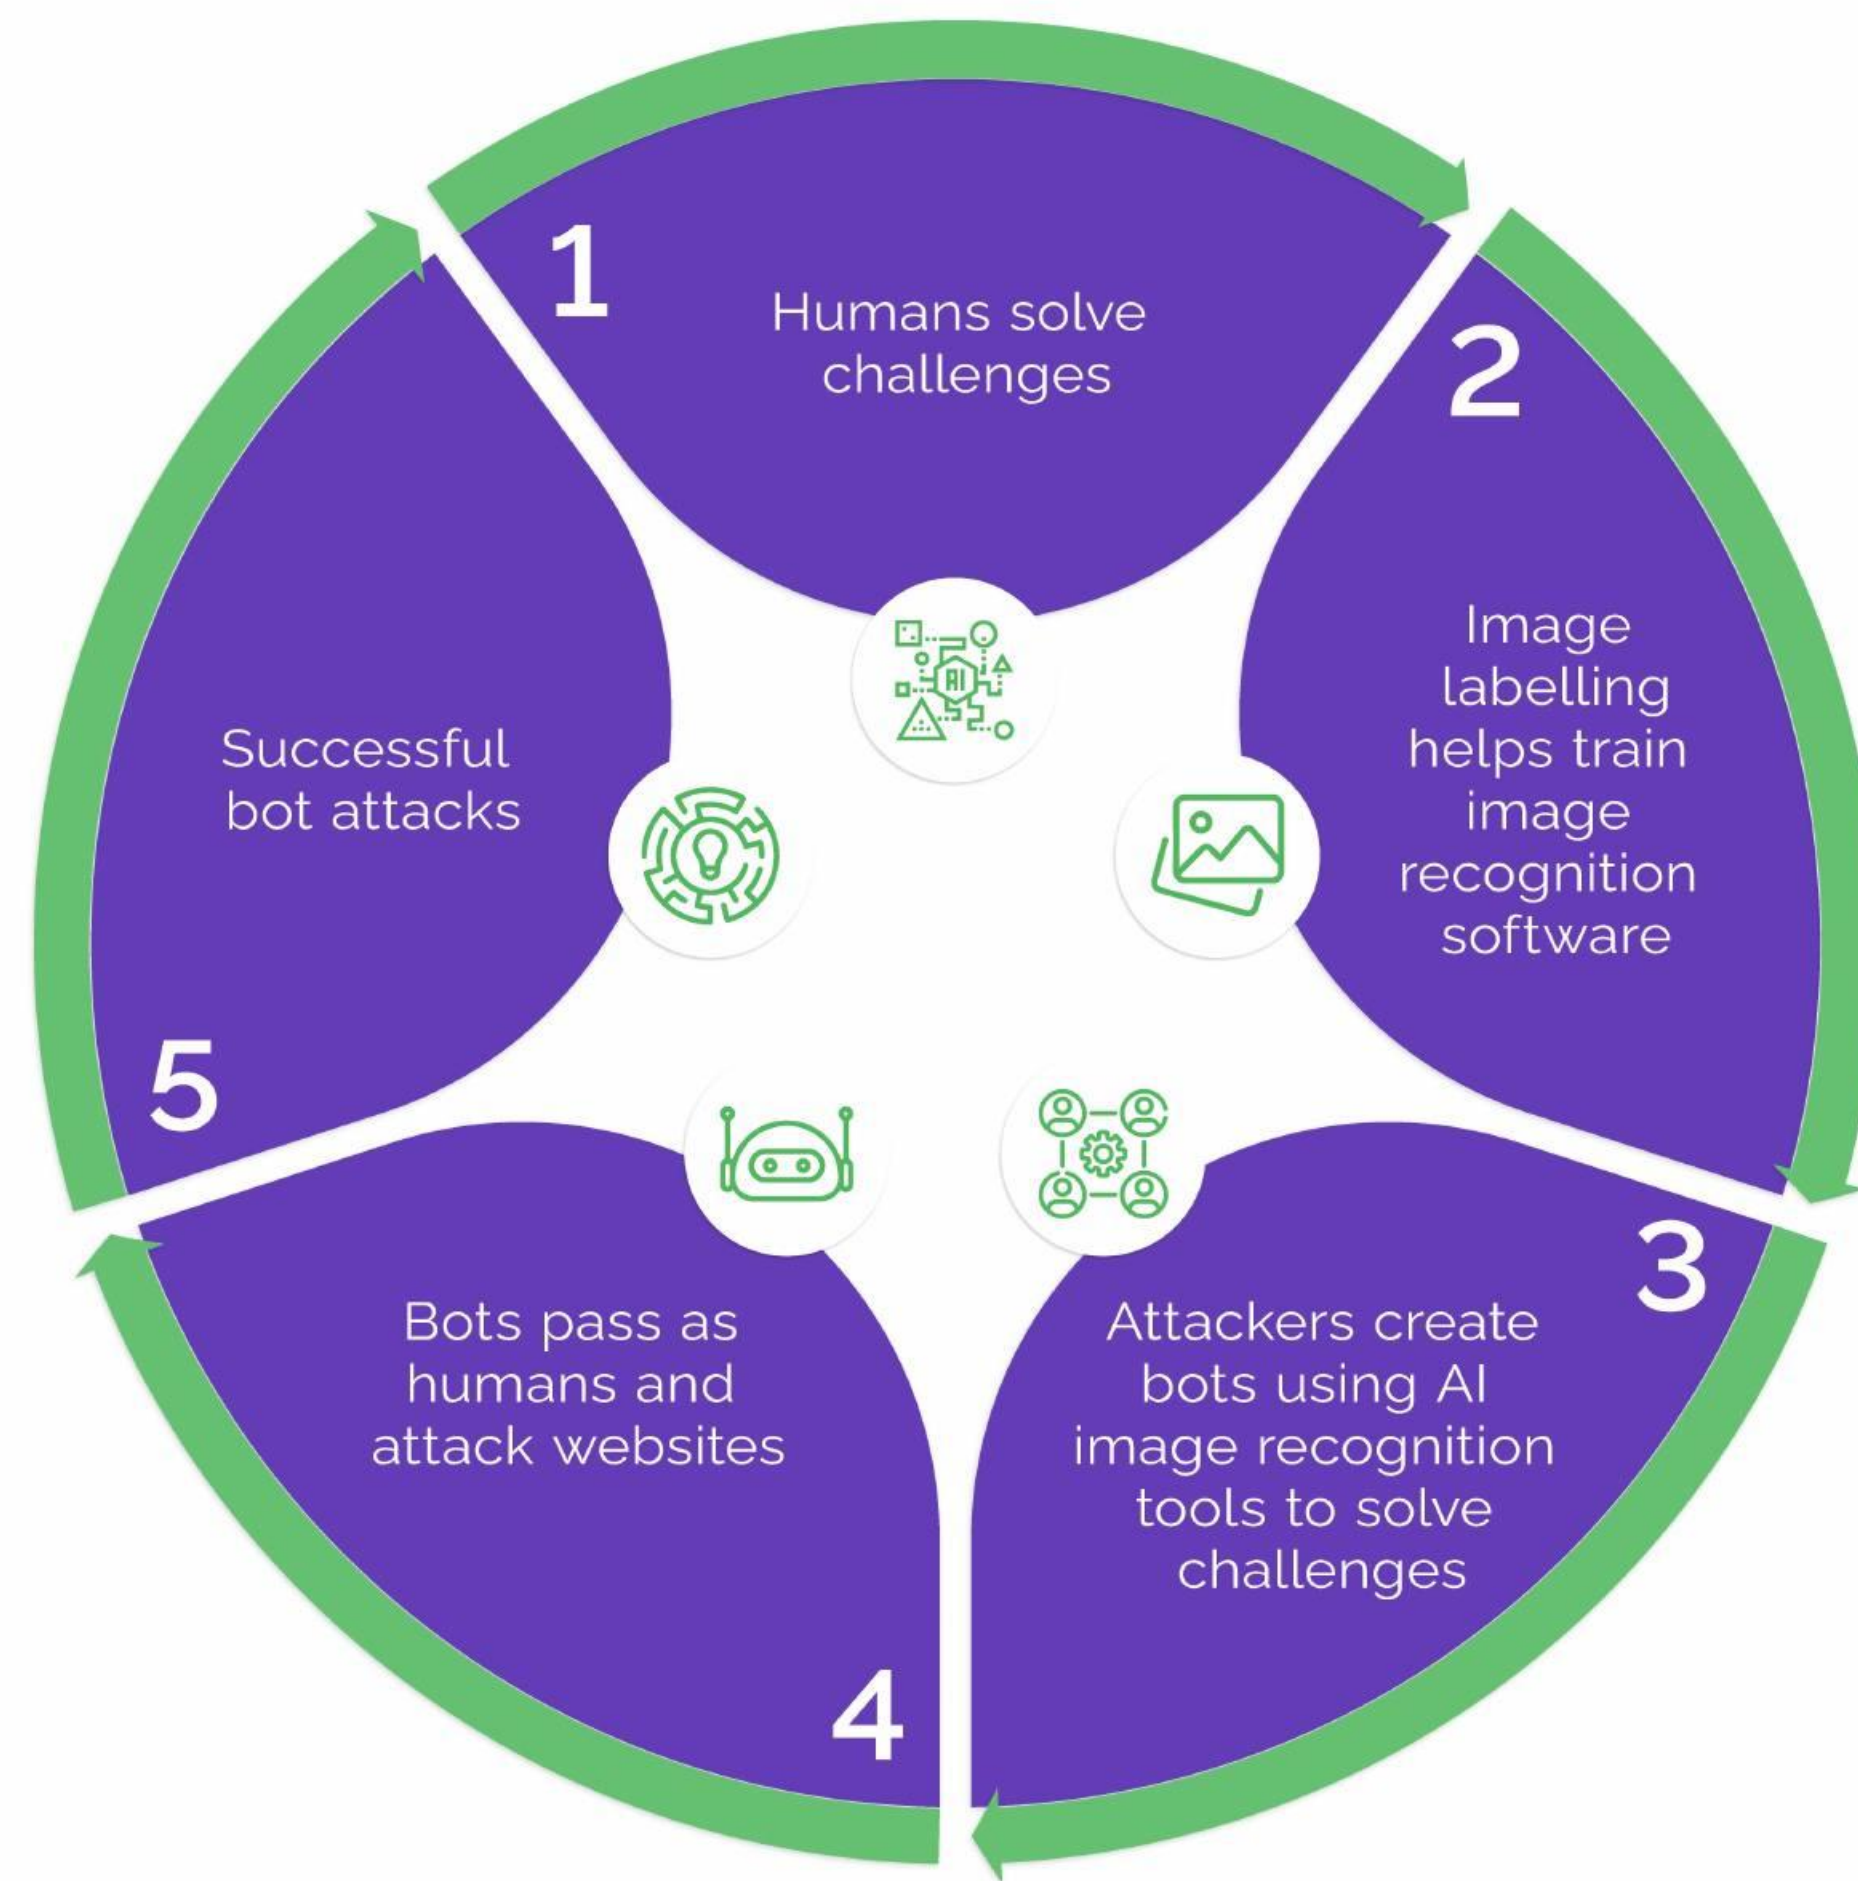 1
Humans solve
challenges
2
Image
labelling
helps train
image
recognition
software
3
Attackers create
bots using AI
image recognition
tools to solve
challenges
4
Bots pass as
humans and
attack websites
5
Successful
bot attacks
AI